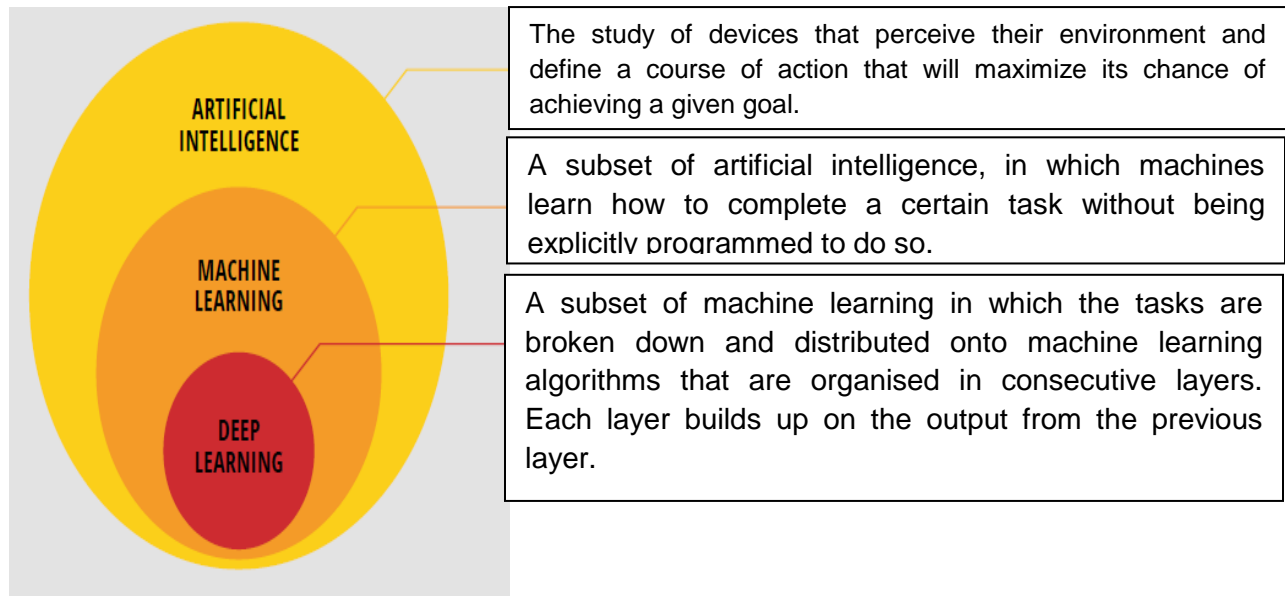 ARTIFICIAL
INTELLIGENCE
MACHINE
LEARNING
DEEP
LEARNING
The study of devices that perceive their environment and
define a course of action that will maximize its chance of
achieving a given goal.
A subset of artificial intelligence, in which machines
learn how to complete a certain task without being
explicitly programmed to do so.
A subset of machine learning in which the tasks are
broken down and distributed onto machine learning
algorithms that are organised in consecutive layers.
Each layer builds up on the output from the previous
layer.